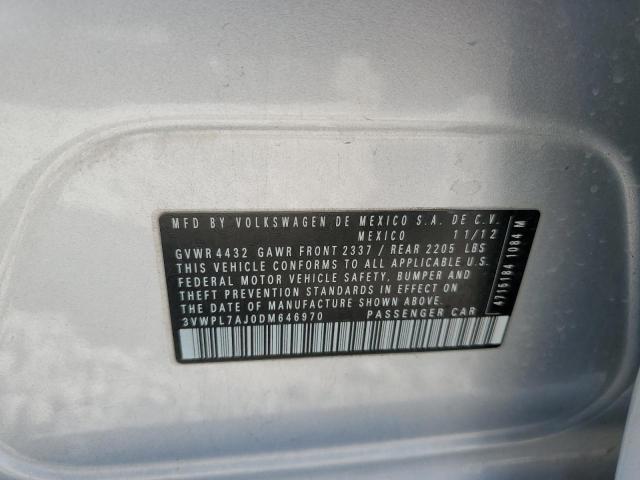 MFD BY VOLKSWAGEN DE MEXICO S.A. DE C.V.
MEXICO 11/12
GVWR 4432 GAWR FRONT 2337 / REAR 2205 LBS
THIS VEHICLE CONFORMS TO ALL APPLICABLE U.S.
FEDERAL MOTOR VEHICLE SAFETY, BUMPER AND
THEFT PREVENTION STANDARDS IN EFFECT ON
THE DATE OF MANUFACTURE SHOWN ABOVE.
3VWPL7AJ0DM646970 PASSENGER CAR
4715184 1084 M